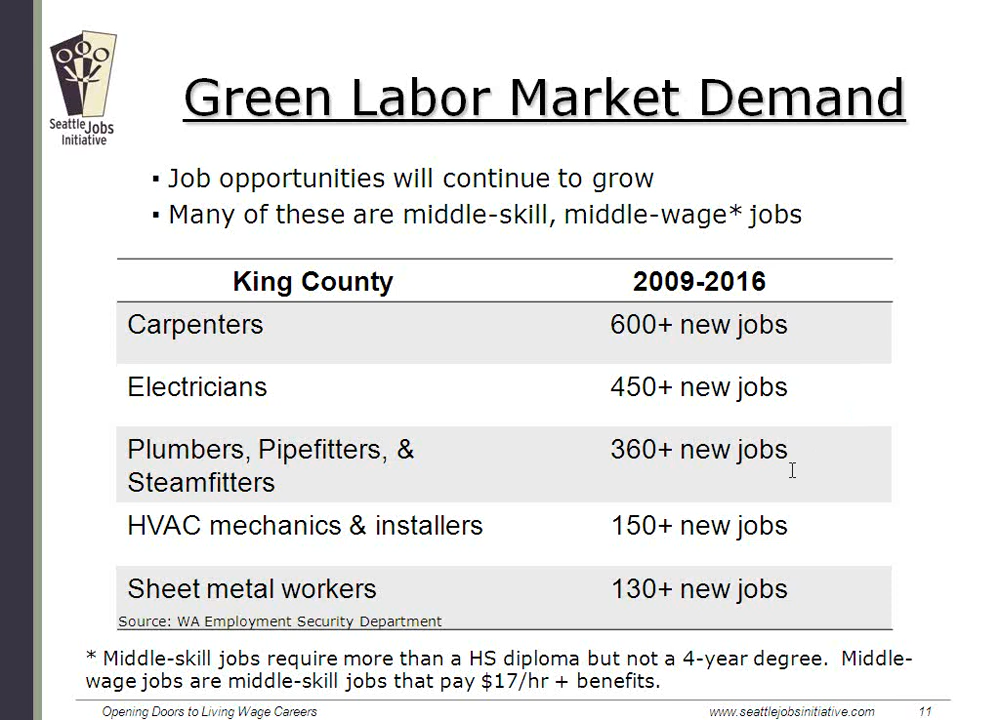 Seattle Jobs
Initiative
Green Labor Market Demand
▪ Job opportunities will continue to grow
▪ Many of these are middle-skill, middle-wage* jobs
King County 2009-2016
Carpenters 600+ new jobs
Electricians 450+ new jobs
Plumbers, Pipefitters, & 360+ new jobs
Steamfitters
HVAC mechanics & installers 150+ new jobs
Sheet metal workers 130+ new jobs
Source: WA Employment Security Department
* Middle-skill jobs require more than a HS diploma but not a 4-year degree. Middle-
wage jobs are middle-skill jobs that pay $17/hr + benefits.
Opening Doors to Living Wage Careers www.seattlejobsinitiative.com 11